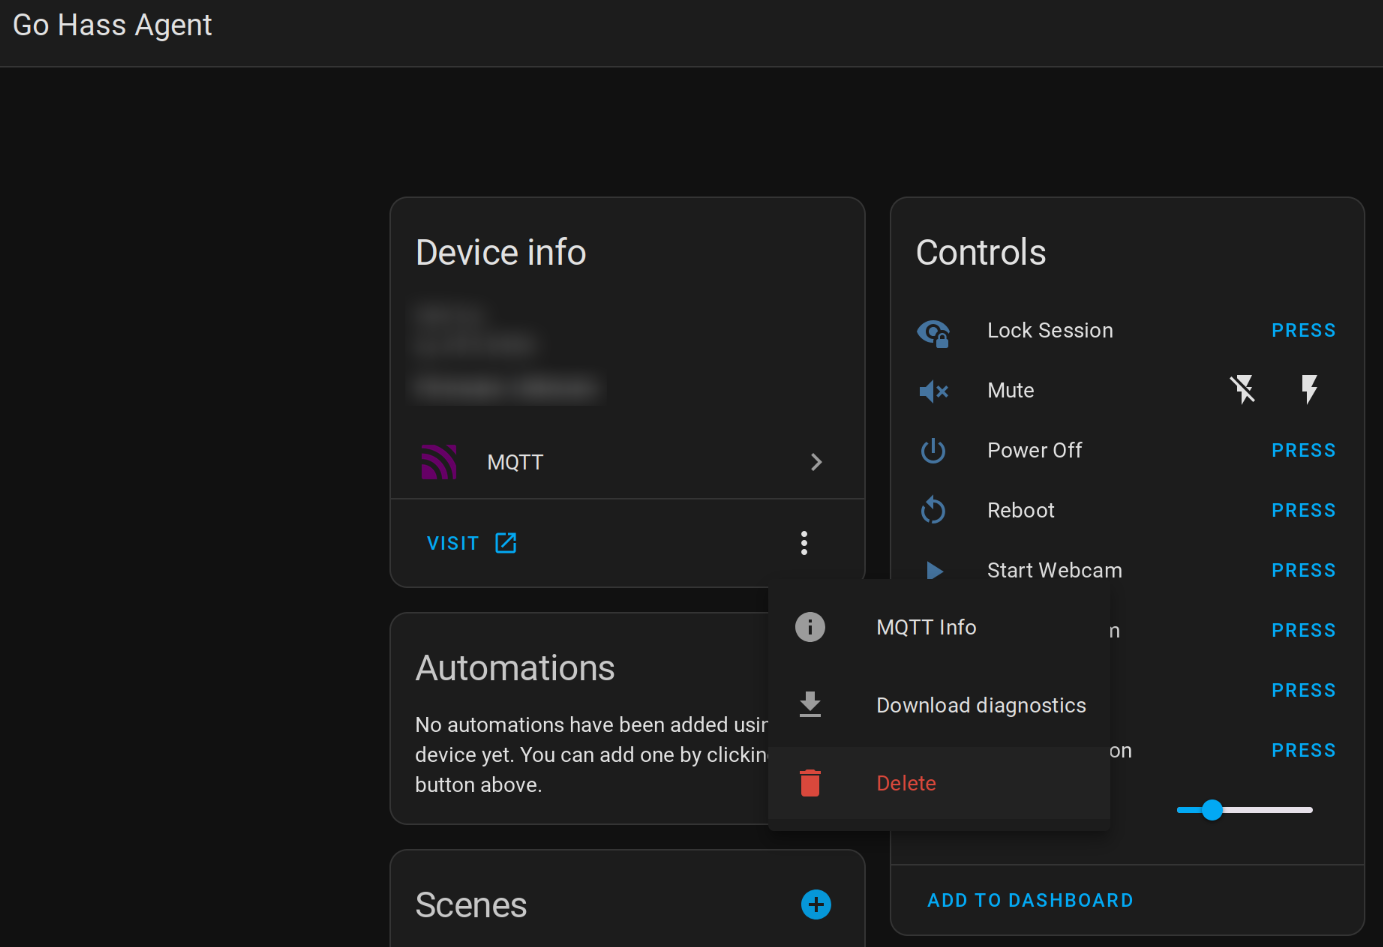 Go Hass Agent
Device info
MQTT
VISIT
Automations
No automations have been added usin
device yet. You can add one by clickin
button above.
Scenes
MQTT Info
Download diagnostics
Delete
Controls
Lock Session PRESS
Mute
Power Off PRESS
Reboot PRESS
Start Webcam PRESS
m PRESS
PRESS
on PRESS
ADD TO DASHBOARD